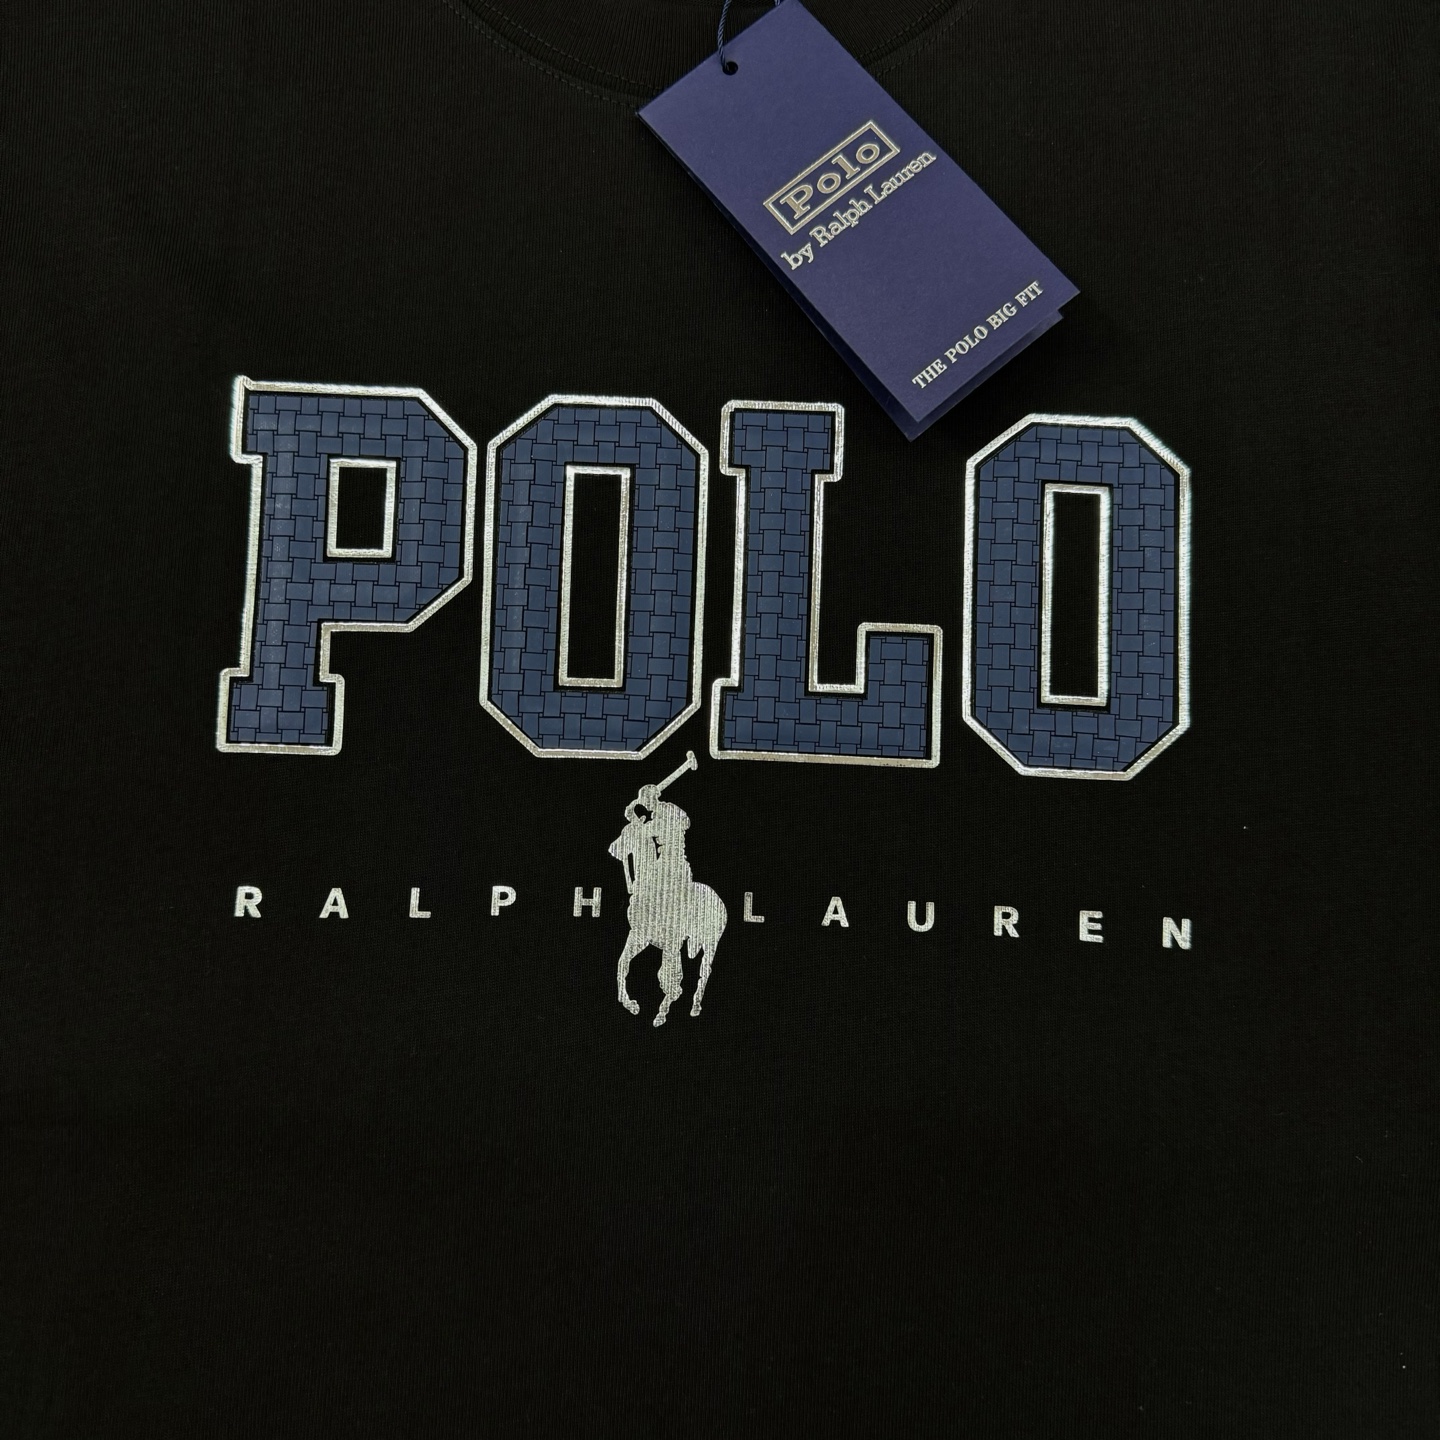 Polo
by Ralph Lauren
THE POLO BIG FIT
POLO
RALPH LAUREN